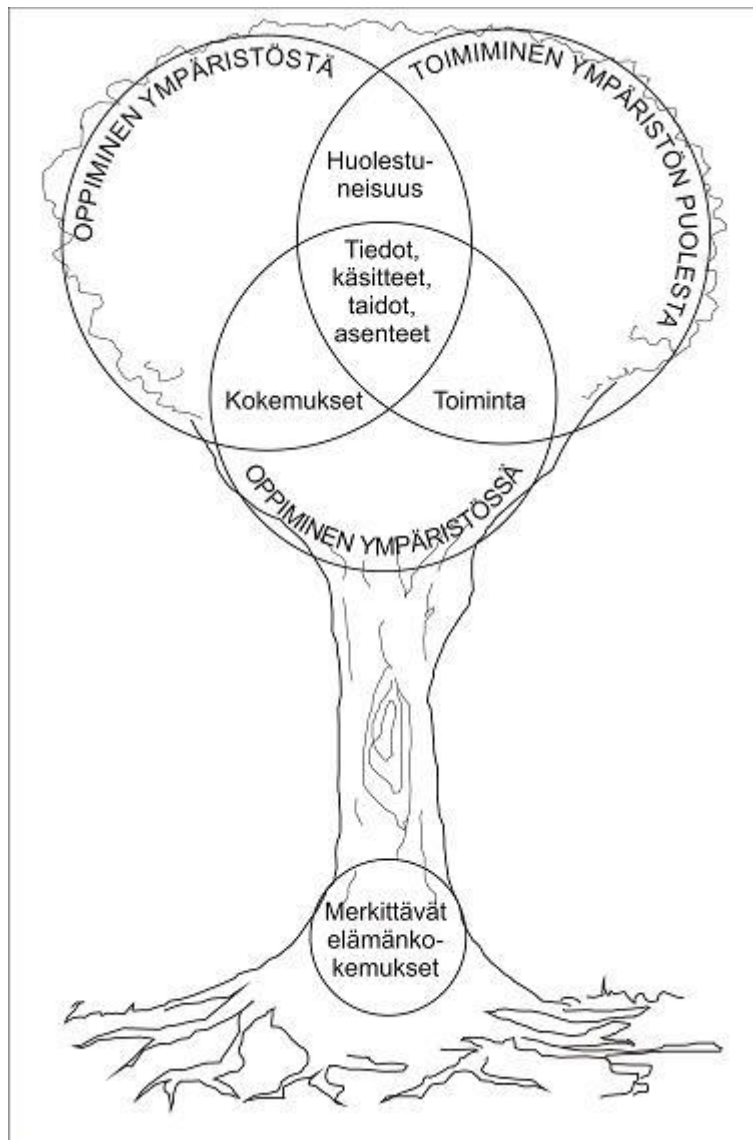 OPPIMINEN YMPÄRISTÖSTÄ
TOIMIMINEN YMPÄRISTÖN PUOLESTA
Huolestu-
neisuus
Tiedot,
käsitteet,
taidot,
asenteet
Kokemukset
Toiminta
OPPIMINEN YMPÄRISTÖSSÄ
Merkittävät
elämänko-
kemukset